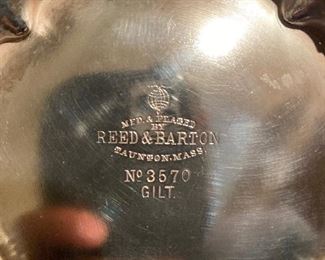 MFD. & PLATED
BY
REED & BARTON
TAUNTON, MASS.
No 3570
GILT.